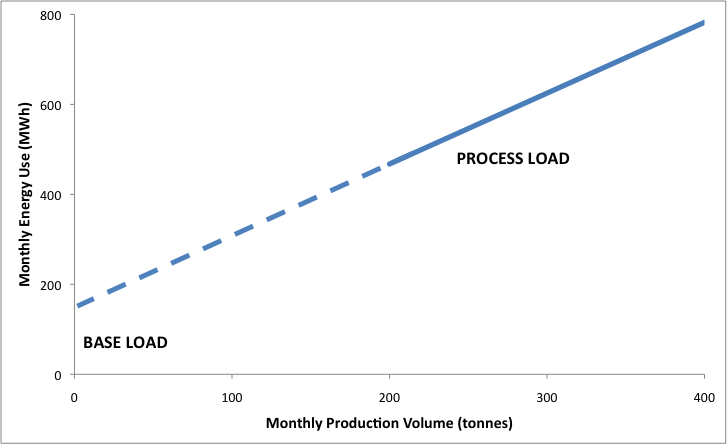 800
600
400
200
0
Monthly Energy Use (MWh)
PROCESS LOAD
BASE LOAD
0 100 200 300 400
Monthly Production Volume (tonnes)